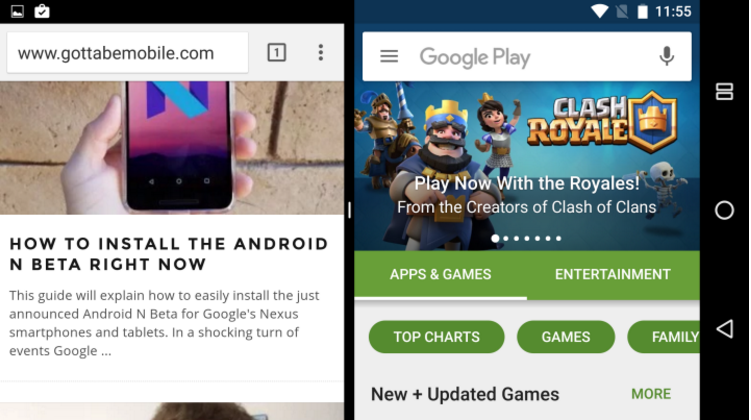 11:55
www.gottabemobile.com
1
HOW TO INSTALL THE ANDROID
N BETA RIGHT NOW
This guide will explain how to easily install the just
announced Android N Beta for Google's Nexus
smartphones and tablets. In a shocking turn of
events Google ...
Google Play
CLASH
ROYALE
Play Now With the Royales!
From the Creators of Clash of Clans
APPS & GAMES
ENTERTAINMENT
TOP CHARTS
GAMES
FAMILY
New + Updated Games
MORE